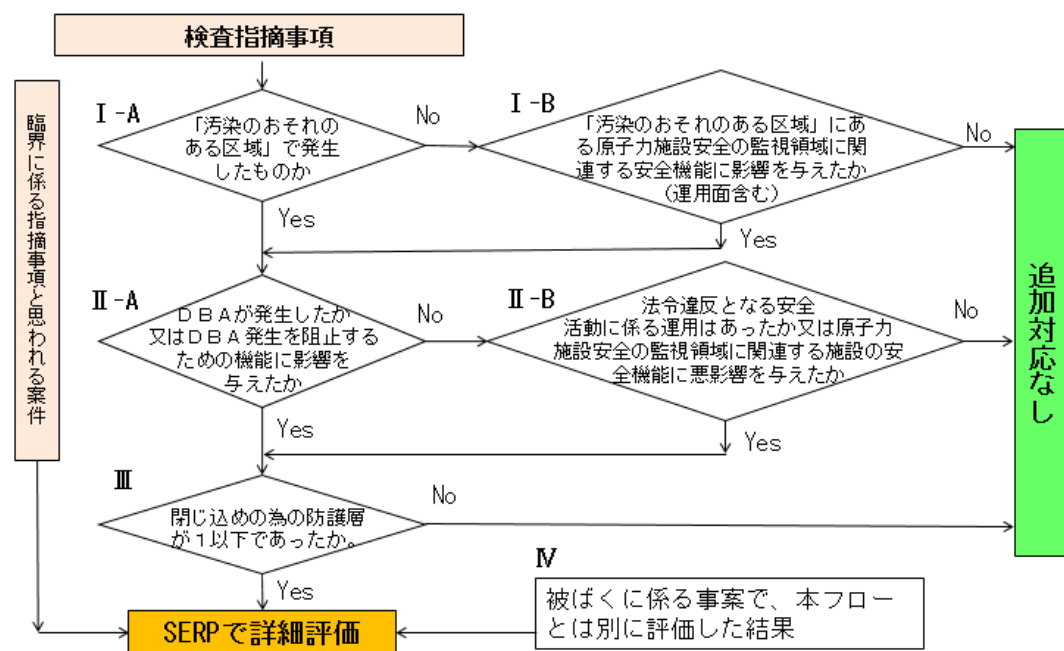 検査指摘事項
臨界に係る指摘事項と思われる案件
Ⅰ-A
「汚染のおそれの
ある区域」で発生
したものか
No
Yes
Ⅰ-B
「汚染のおそれのある区域」にあ
る原子力施設安全の監視領域に関
連する安全機能に影響を与えたか
(運用面含む)
No
Yes
Ⅱ-A
ＤＢＡが発生したか
又はＤＢＡ発生を阻止する
ための機能に影響を
与えたか
No
Yes
Ⅱ-B
法令違反となる安全
活動に係る運用はあったか又は原子力
施設安全の監視領域に関連する施設の安
全機能に悪影響を与えたか
No
Yes
Ⅲ
閉じ込めの為の防護層
が１以下であったか。
No
Yes
追加対応なし
Ⅳ
被ばくに係る事案で、本フロー
とは別に評価した結果
SERPで詳細評価